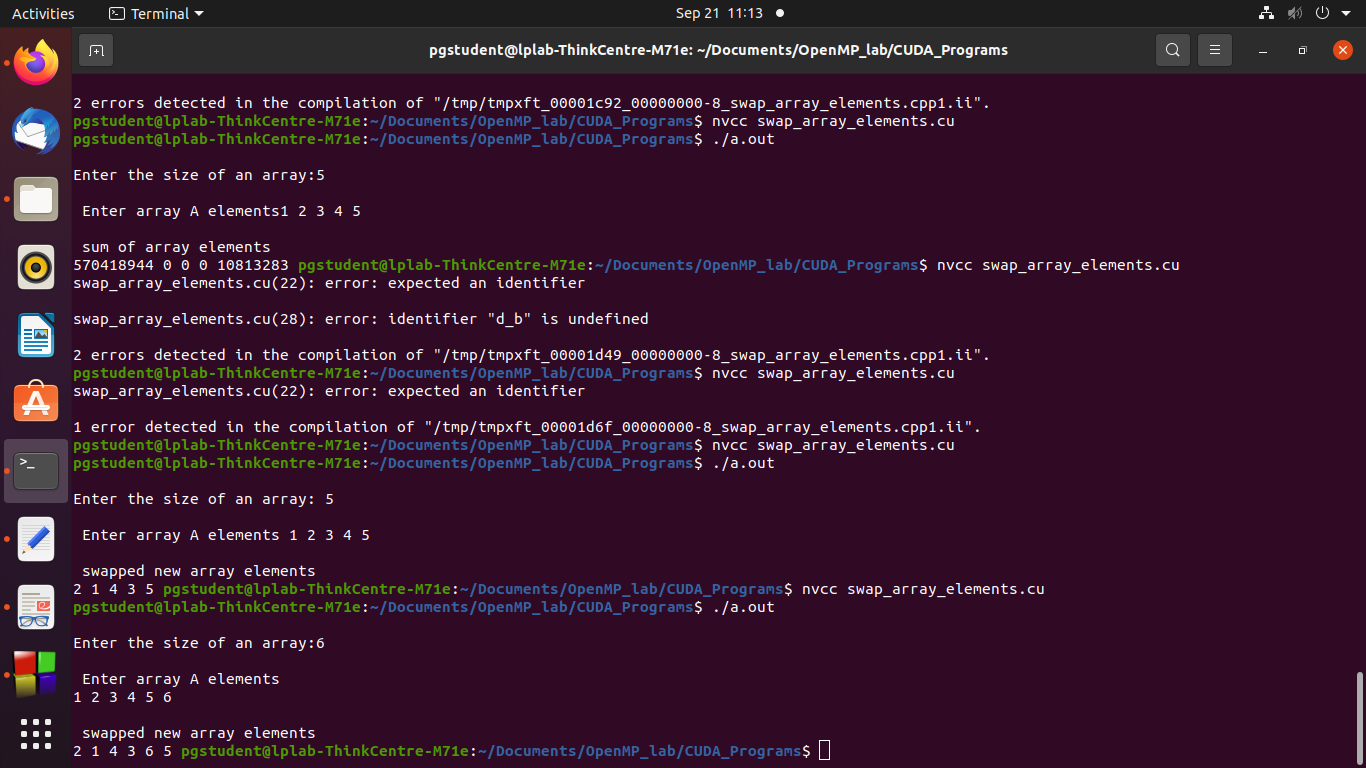 Activities Terminal Sep 21 11:13
pgstudent@lplab-ThinkCentre-M71e: ~/Documents/OpenMP_lab/CUDA_Programs
2 errors detected in the compilation of "/tmp/tmpxft_00001c92_00000000-8_swap_array_elements.cpp1.ii".
pgstudent@lplab-ThinkCentre-M71e:~/Documents/OpenMP_lab/CUDA_Programs$ nvcc swap_array_elements.cu
pgstudent@lplab-ThinkCentre-M71e:~/Documents/OpenMP_lab/CUDA_Programs$ ./a.out
Enter the size of an array:5
Enter array A elements1 2 3 4 5
sum of array elements
570418944 0 0 0 10813283 pgstudent@lplab-ThinkCentre-M71e:~/Documents/OpenMP_lab/CUDA_Programs$ nvcc swap_array_elements.cu
swap_array_elements.cu(22): error: expected an identifier
swap_array_elements.cu(28): error: identifier "d_b" is undefined
2 errors detected in the compilation of "/tmp/tmpxft_00001d49_00000000-8_swap_array_elements.cpp1.ii".
pgstudent@lplab-ThinkCentre-M71e:~/Documents/OpenMP_lab/CUDA_Programs$ nvcc swap_array_elements.cu
swap_array_elements.cu(22): error: expected an identifier
1 error detected in the compilation of "/tmp/tmpxft_00001d6f_00000000-8_swap_array_elements.cpp1.ii".
pgstudent@lplab-ThinkCentre-M71e:~/Documents/OpenMP_lab/CUDA_Programs$ nvcc swap_array_elements.cu
pgstudent@lplab-ThinkCentre-M71e:~/Documents/OpenMP_lab/CUDA_Programs$ ./a.out
Enter the size of an array: 5
Enter array A elements 1 2 3 4 5
swapped new array elements
2 1 4 3 5 pgstudent@lplab-ThinkCentre-M71e:~/Documents/OpenMP_lab/CUDA_Programs$ nvcc swap_array_elements.cu
pgstudent@lplab-ThinkCentre-M71e:~/Documents/OpenMP_lab/CUDA_Programs$ ./a.out
Enter the size of an array:6
Enter array A elements
1 2 3 4 5 6
swapped new array elements
2 1 4 3 6 5 pgstudent@lplab-ThinkCentre-M71e:~/Documents/OpenMP_lab/CUDA_Programs$